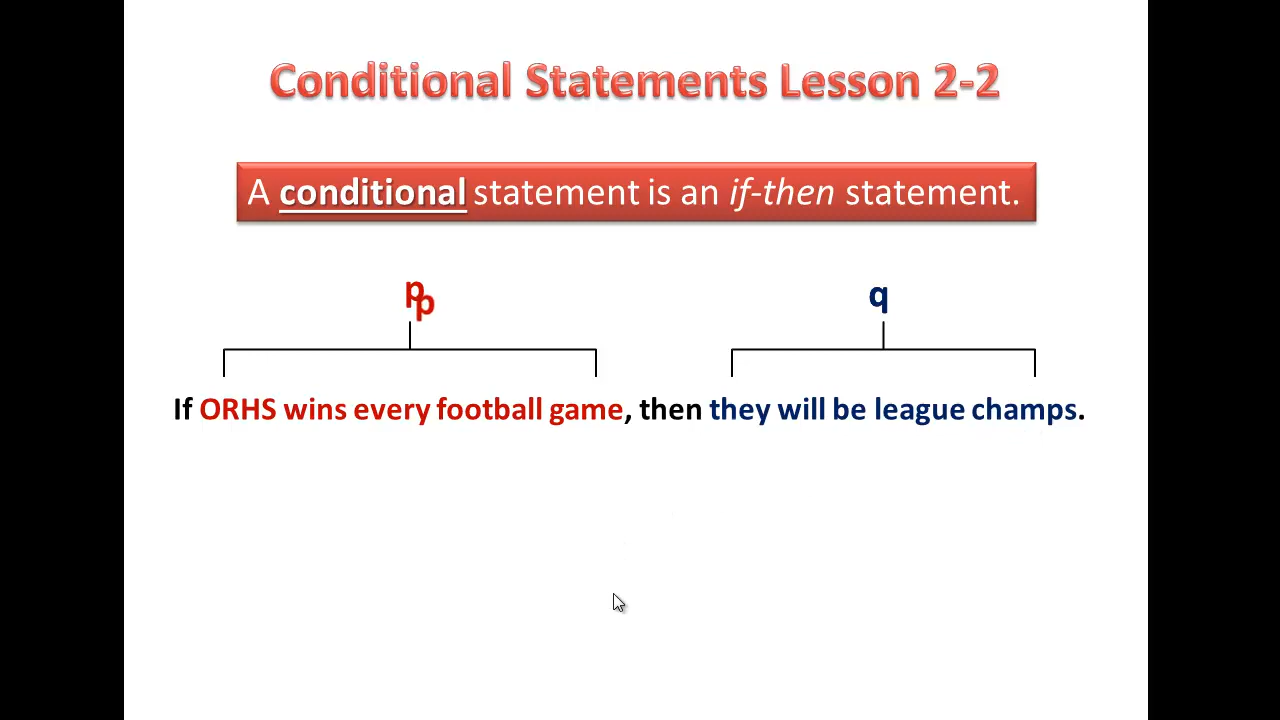 Conditional Statements Lesson 2-2
A conditional statement is an if-then statement.
p p q
If ORHS wins every football game, then they will be league champs.